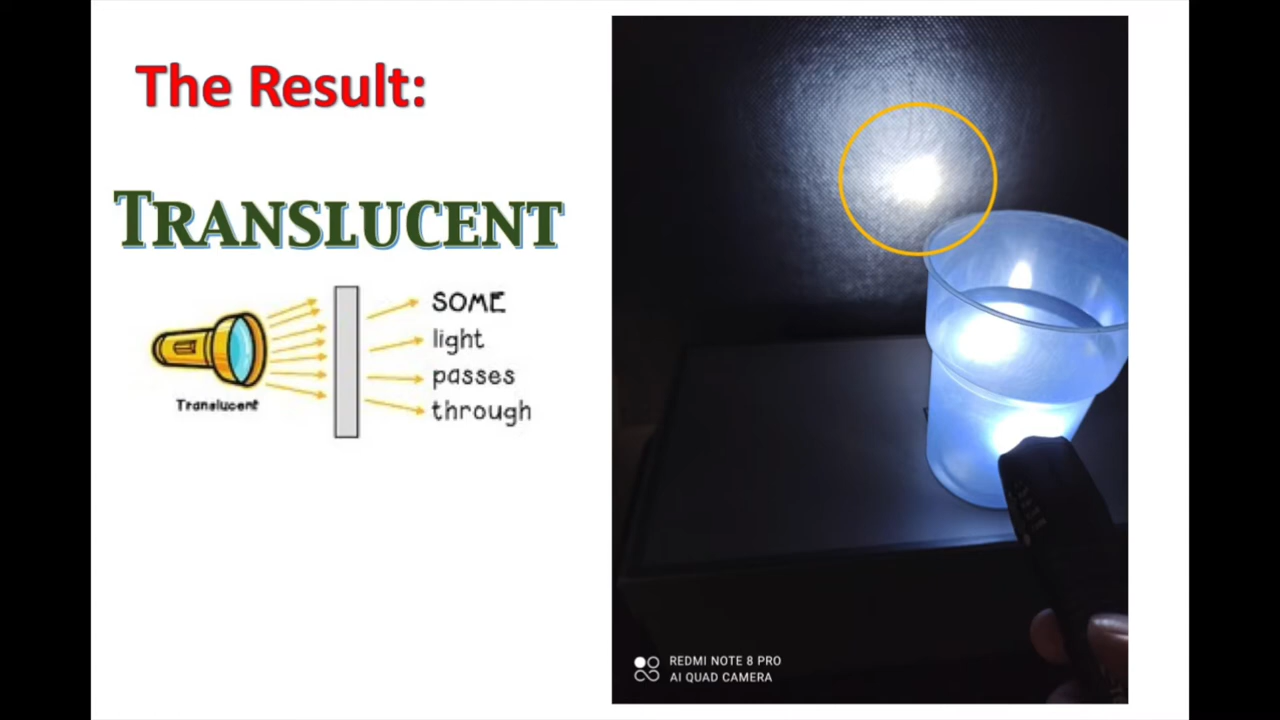 The Result:
TRANSLUCENT
SOME
light
passes
through
Translucent
REDMI NOTE 8 PRO
AI QUAD CAMERA